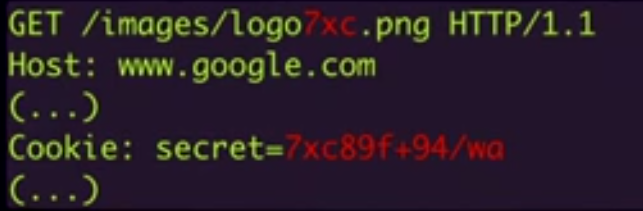 GET /images/logo7xc.png HTTP/1.1
Host: www.google.com
(...)
Cookie: secret=7xc89f+94/wa
(...)